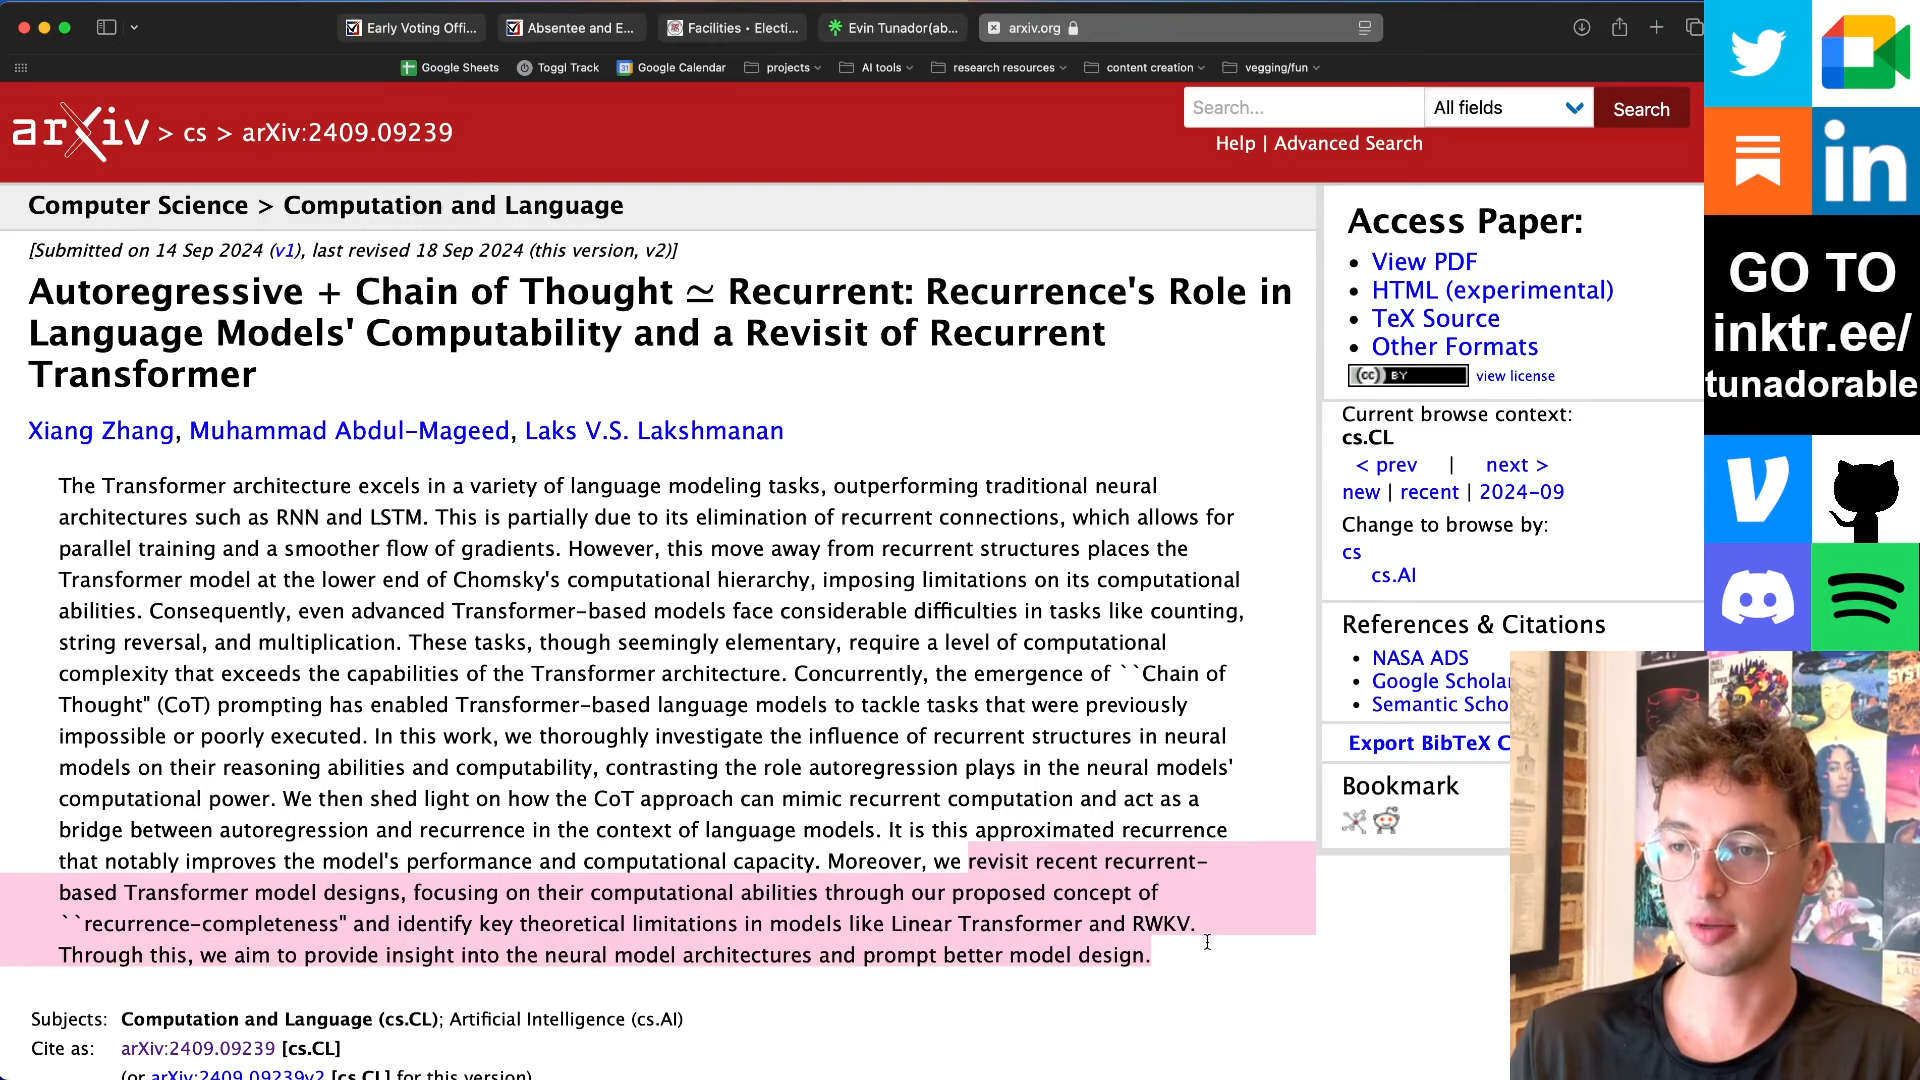 Early Voting Offi...
Absentee and E...
Facilities • Electi...
Evin Tunador(ab...
arxiv.org
Google Sheets
Toggl Track
Google Calendar
projects
AI tools
research resources
content creation
vegging/fun
arXiv > cs > arXiv:2409.09239
Search...
All fields
Search
Help | Advanced Search
Computer Science > Computation and Language
[Submitted on 14 Sep 2024 (v1), last revised 18 Sep 2024 (this version, v2)]
Autoregressive + Chain of Thought ≃ Recurrent: Recurrence's Role in
Language Models' Computability and a Revisit of Recurrent
Transformer
Xiang Zhang, Muhammad Abdul-Mageed, Laks V.S. Lakshmanan
The Transformer architecture excels in a variety of language modeling tasks, outperforming traditional neural
architectures such as RNN and LSTM. This is partially due to its elimination of recurrent connections, which allows for
parallel training and a smoother flow of gradients. However, this move away from recurrent structures places the
Transformer model at the lower end of Chomsky's computational hierarchy, imposing limitations on its computational
abilities. Consequently, even advanced Transformer-based models face considerable difficulties in tasks like counting,
string reversal, and multiplication. These tasks, though seemingly elementary, require a level of computational
complexity that exceeds the capabilities of the Transformer architecture. Concurrently, the emergence of ``Chain of
Thought" (CoT) prompting has enabled Transformer-based language models to tackle tasks that were previously
impossible or poorly executed. In this work, we thoroughly investigate the influence of recurrent structures in neural
models on their reasoning abilities and computability, contrasting the role autoregression plays in the neural models'
computational power. We then shed light on how the CoT approach can mimic recurrent computation and act as a
bridge between autoregression and recurrence in the context of language models. It is this approximated recurrence
that notably improves the model's performance and computational capacity. Moreover, we revisit recent recurrent-
based Transformer model designs, focusing on their computational abilities through our proposed concept of
``recurrence-completeness" and identify key theoretical limitations in models like Linear Transformer and RWKV.
Through this, we aim to provide insight into the neural model architectures and prompt better model design.
Subjects: Computation and Language (cs.CL); Artificial Intelligence (cs.AI)
Cite as: arXiv:2409.09239 [cs.CL]
(or arXiv:2409.09239v2 [cs.CL] for this version)
Access Paper:
View PDF
HTML (experimental)
TeX Source
Other Formats
(cc) BY
view license
Current browse context:
cs.CL
< prev | next >
new | recent | 2024-09
Change to browse by:
cs
cs.AI
References & Citations
NASA ADS
Google Scholar
Semantic Scho
Export BibTeX C
Bookmark
in
GO TO
inktr.ee/
tunadorable